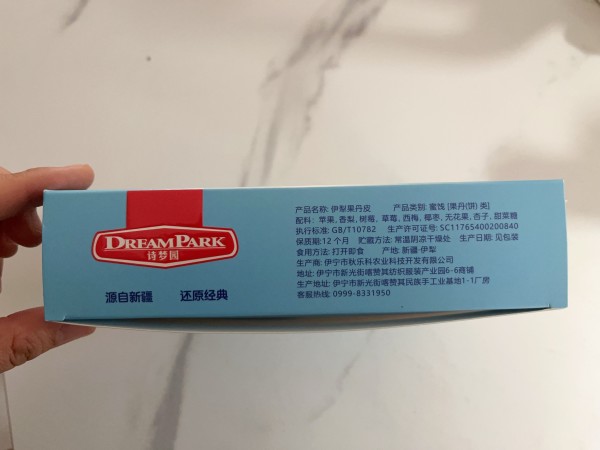 DREAMPARK
诗梦园
源自新疆 还原经典
产品名称: 伊犁果丹皮 产品类别: 蜜饯 [果丹(饼) 类]
配料: 苹果, 香梨, 树莓, 草莓, 西梅, 椰枣, 无花果, 杏子, 甜菜糖
执行标准: GB/T10782 生产许可证号: SC11765400200840
保质期: 12 个月 贮藏方法: 常温阴凉干燥处 生产日期: 见包装
食用方法: 打开即食 产地: 新疆·伊犁
生产商: 伊宁市秋乐科农业科技开发有限公司
地址: 伊宁市新光街喀赞其纺织服装产业园6-6商铺
生产地址: 伊宁市新光街喀赞其民族手工业基地1-1厂房
客服热线: 0999-8331950